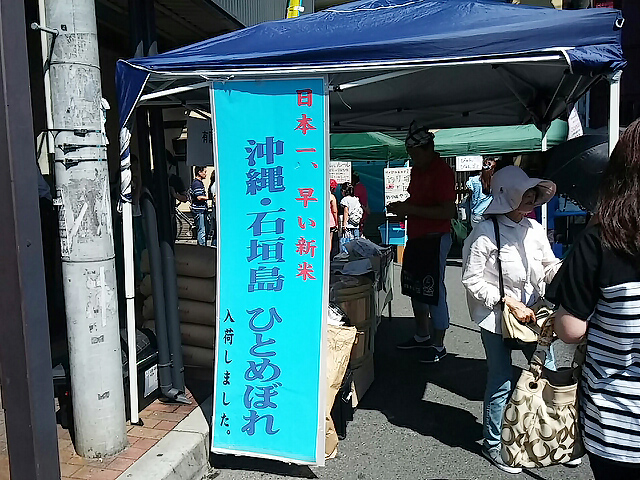 日本一、早い新米
沖縄・石垣島 ひとめぼれ
入荷しました。